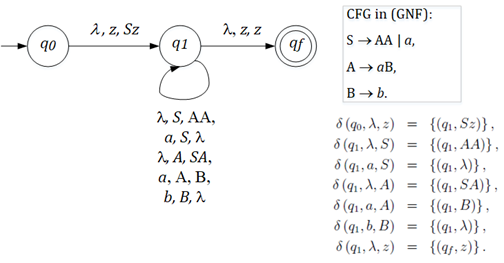 λ, z, Sz
λ, z, z
q0
q1
qf
λ, S, AA,
a, S, λ
λ, A, SA,
a, A, B,
b, B, λ
CFG in (GNF):
S → AA | a,
A → aB,
B → b.
δ (q₀, λ, z) = {(q₁, Sz)} ,
δ (q₁, λ, S) = {(q₁, AA)} ,
δ (q₁, a, S) = {(q₁, λ)} ,
δ (q₁, λ, A) = {(q₁, SA)} ,
δ (q₁, a, A) = {(q₁, B)} ,
δ (q₁, b, B) = {(q₁, λ)} ,
δ (q₁, λ, z) = {(q_f, z)} .